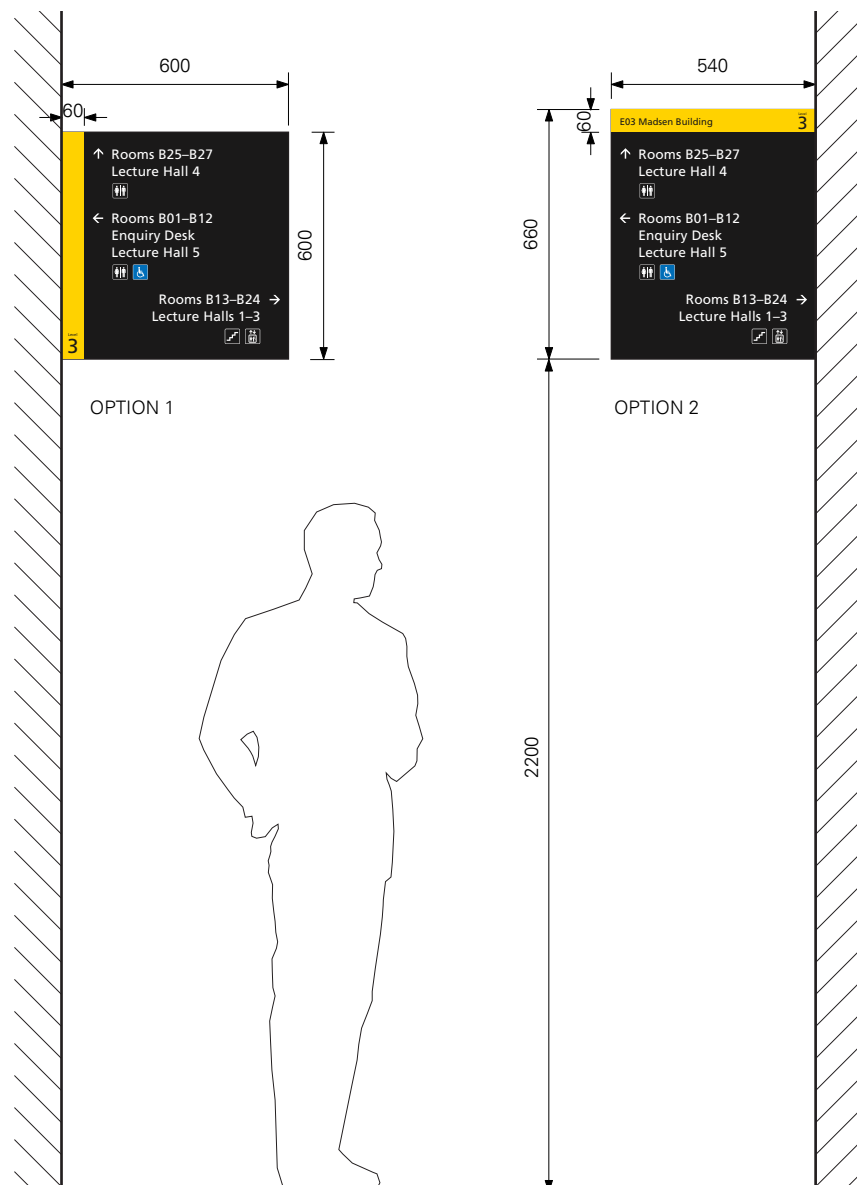 600
540
60
60
E03 Madsen Building
3
↑ Rooms B25–B27
Lecture Hall 4
← Rooms B01–B12
Enquiry Desk
Lecture Hall 5
Rooms B13–B24 →
Lecture Halls 1–3
3
600
↑ Rooms B25–B27
Lecture Hall 4
← Rooms B01–B12
Enquiry Desk
Lecture Hall 5
Rooms B13–B24 →
Lecture Halls 1–3
660
OPTION 1
OPTION 2
2200